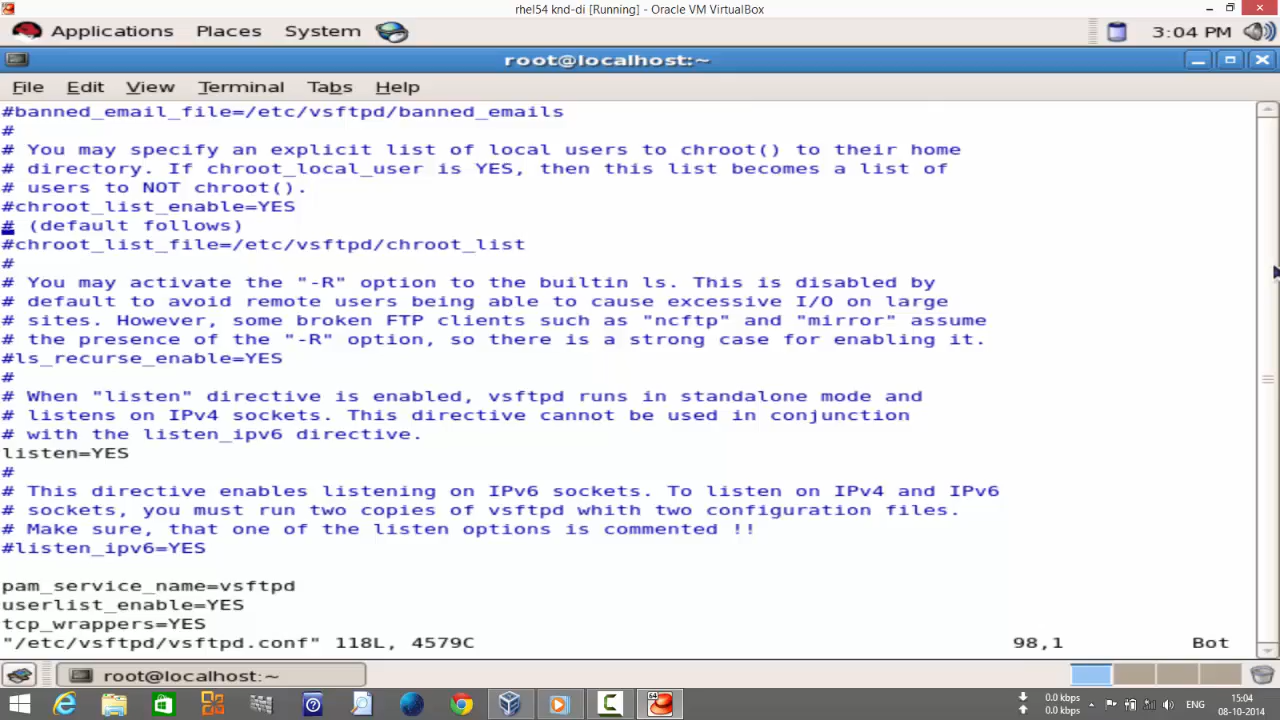 rhel54 knd-di [Running] - Oracle VM VirtualBox
Applications Places System 3:04 PM
root@localhost:~
File Edit View Terminal Tabs Help
#banned_email_file=/etc/vsftpd/banned_emails
#
# You may specify an explicit list of local users to chroot() to their home
# directory. If chroot_local_user is YES, then this list becomes a list of
# users to NOT chroot().
#chroot_list_enable=YES
# (default follows)
#chroot_list_file=/etc/vsftpd/chroot_list
#
# You may activate the "-R" option to the builtin ls. This is disabled by
# default to avoid remote users being able to cause excessive I/O on large
# sites. However, some broken FTP clients such as "ncftp" and "mirror" assume
# the presence of the "-R" option, so there is a strong case for enabling it.
#ls_recurse_enable=YES
#
# When "listen" directive is enabled, vsftpd runs in standalone mode and
# listens on IPv4 sockets. This directive cannot be used in conjunction
# with the listen_ipv6 directive.
listen=YES
#
# This directive enables listening on IPv6 sockets. To listen on IPv4 and IPv6
# sockets, you must run two copies of vsftpd whith two configuration files.
# Make sure, that one of the listen options is commented !!
#listen_ipv6=YES
pam_service_name=vsftpd
userlist_enable=YES
tcp_wrappers=YES
"/etc/vsftpd/vsftpd.conf" 118L, 4579C 98,1 Bot
root@localhost:~
0.0 kbps
0.0 kbps
ENG
15:04
08-10-2014